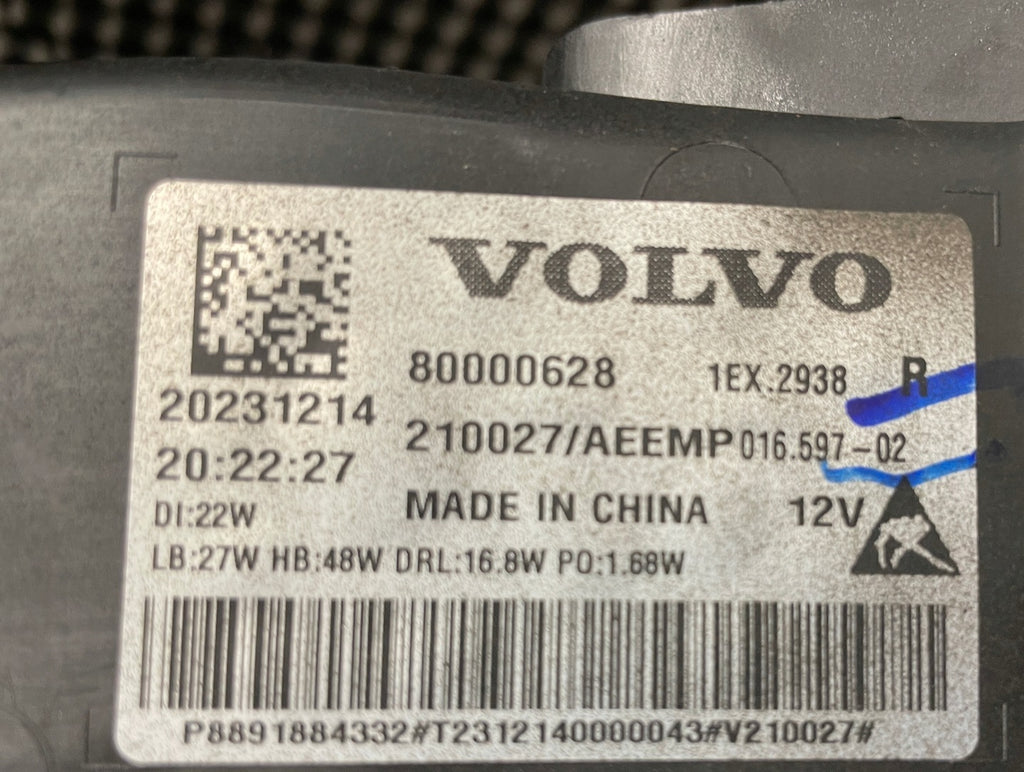 VOLVO
80000628 1EX.2938 R
20231214
210027/AEEMP 016.597-02
20:22:27
MADE IN CHINA 12V
DI:22W
LB:27W HB:48W DRL:16.8W PO:1.68W
P8891884332#T2312140000043#V210027#